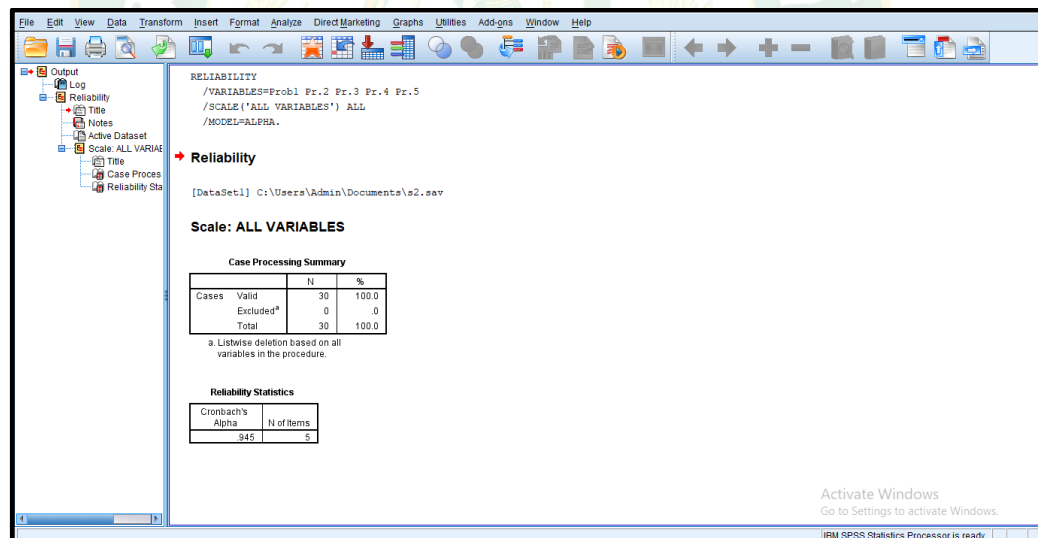 File Edit View Data Transform Insert Format Analyze Direct Marketing Graphs Utilities Add-ons Window Help
Output
Log
Reliability
Title
Notes
Active Dataset
Scale: ALL VARIAE
Title
Case Proces
Reliability Sta
RELIABILITY
/VARIABLES=Prob1 Pr.2 Pr.3 Pr.4 Pr.5
/SCALE('ALL VARIABLES') ALL
/MODEL=ALPHA.
Reliability
[DataSet1] C:\Users\Admin\Documents\s2.sav
Scale: ALL VARIABLES
Case Processing Summary
N %
Cases Valid 30 100.0
Excludedª 0 .0
Total 30 100.0
a. Listwise deletion based on all
variables in the procedure.
Reliability Statistics
Cronbach's
Alpha N of Items
.945 5
Activate Windows
Go to Settings to activate Windows.
IBM SPSS Statistics Processor is ready